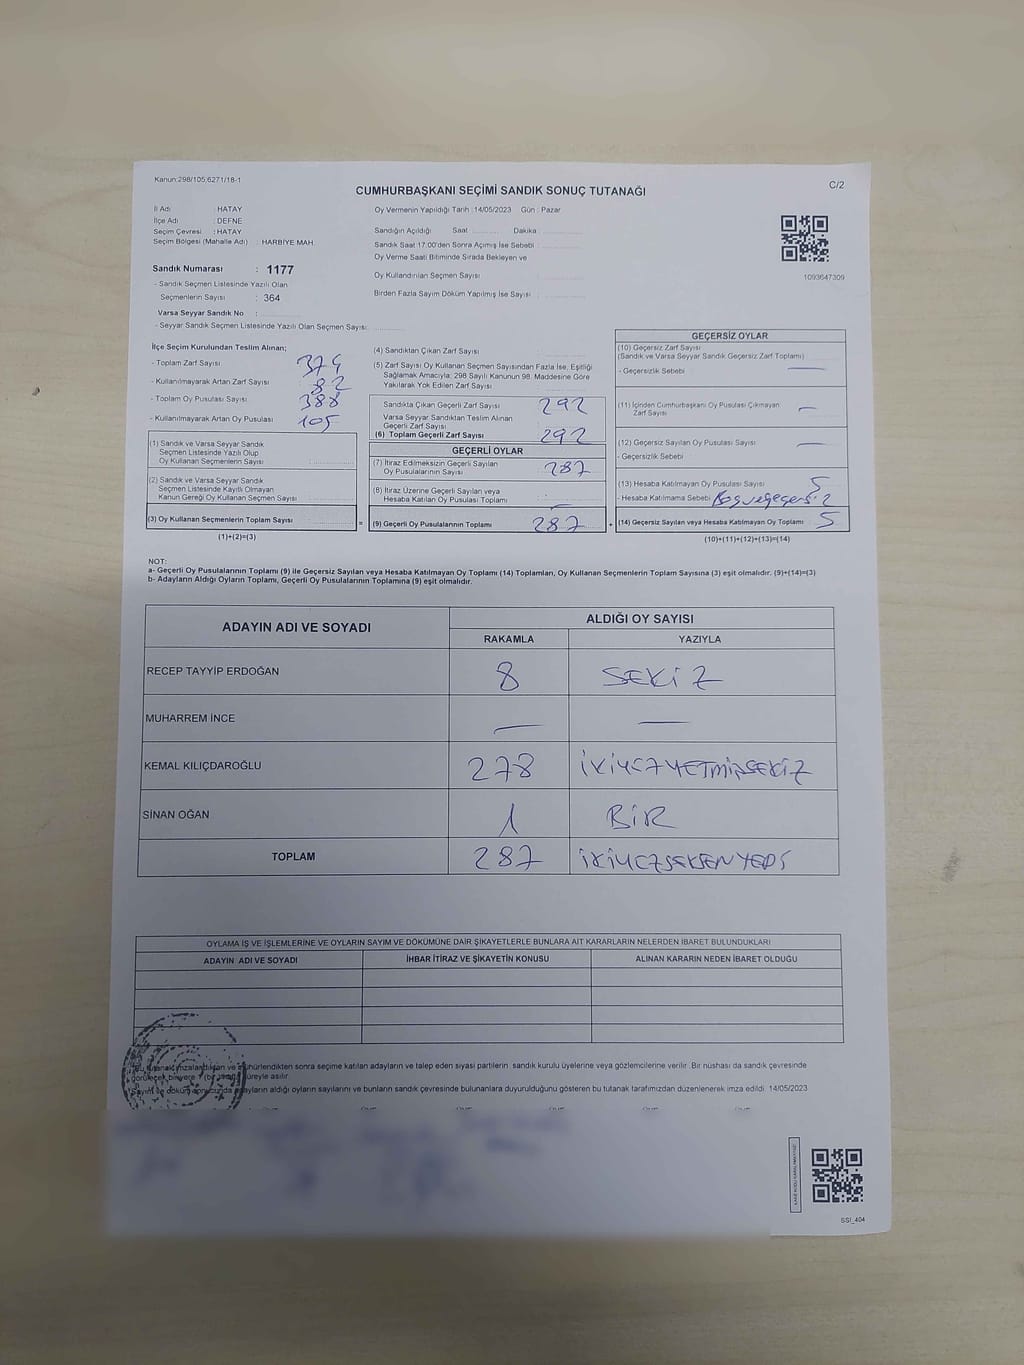 Kanun:298/105,6271/18-1
C/2
CUMHURBAŞKANI SEÇİMİ SANDIK SONUÇ TUTANAĞI
İl Adı : HATAY
İlçe Adı : DEFNE
Seçim Çevresi : HATAY
Seçim Bölgesi (Mahalle Adı) : HARBİYE MAH.
Sandık Numarası : 1177
- Sandık Seçmen Listesinde Yazılı Olan
Seçmenlerin Sayısı : 364
Varsa Seyyar Sandık No :
- Seyyar Sandık Seçmen Listesinde Yazılı Olan Seçmen Sayısı:
Oy Vermenin Yapıldığı Tarih :14/05/2023 Gün : Pazar
Sandığın Açıldığı Saat Dakika
Sandık Saat 17.00'den Sonra Açılmış İse Sebebi :
Oy Verme Saati Bitiminde Sırada Bekleyen ve
Oy Kullandırılan Seçmen Sayısı :
Birden Fazla Sayım Döküm Yapılmış İse Sayısı :
1093647309
İlçe Seçim Kurulundan Teslim Alınan;
- Toplam Zarf Sayısı : 374
- Kullanılmayarak Artan Zarf Sayısı : 82
- Toplam Oy Pusulası Sayısı : 388
- Kullanılmayarak Artan Oy Pusulası : 105
(1) Sandık ve Varsa Seyyar Sandık
Seçmen Listesinde Yazılı Olup
Oy Kullanan Seçmenlerin Sayısı :
(2) Sandık ve Varsa Seyyar Sandık
Seçmen Listesinde Kayıtlı Olmayan
Kanun Gereği Oy Kullanan Seçmen Sayısı :
(3) Oy Kullanan Seçmenlerin Toplam Sayısı :
(1)+(2)=(3)
(4) Sandıktan Çıkan Zarf Sayısı :
(5) Zarf Sayısı Oy Kullanan Seçmen Sayısından Fazla İse, Eşitliği
Sağlamak Amacıyla; 298 Sayılı Kanunun 98. Maddesine Göre
Yakılarak Yok Edilen Zarf Sayısı :
Sandıkta Çıkan Geçerli Zarf Sayısı : 292
Varsa Seyyar Sandıktan Teslim Alınan
Geçerli Zarf Sayısı :
(6) Toplam Geçerli Zarf Sayısı : 292
GEÇERLİ OYLAR
(7) İtiraz Edilmeksizin Geçerli Sayılan
Oy Pusulalarının Sayısı : 287
(8) İtiraz Üzerine Geçerli Sayılan veya
Hesaba Katılan Oy Pusulası Toplamı : —
= (9) Geçerli Oy Pusulalarının Toplamı : 287 +
GEÇERSİZ OYLAR
(10) Geçersiz Zarf Sayısı
(Sandık ve Varsa Seyyar Sandık Geçersiz Zarf Toplamı) :
- Geçersizlik Sebebi : —
(11) İçinden Cumhurbaşkanı Oy Pusulası Çıkmayan
Zarf Sayısı : —
(12) Geçersiz Sayılan Oy Pusulası Sayısı : —
- Geçersizlik Sebebi :
(13) Hesaba Katılmayan Oy Pusulası Sayısı : 5
- Hesaba Katılmama Sebebi : Boş ve geçersiz
(14) Geçersiz Sayılan veya Hesaba Katılmayan Oy Toplamı : 5
(10)+(11)+(12)+(13)=(14)
NOT:
a- Geçerli Oy Pusulalarının Toplamı (9) ile Geçersiz Sayılan veya Hesaba Katılmayan Oy Toplamı (14) Toplamları, Oy Kullanan Seçmenlerin Toplam Sayısına (3) eşit olmalıdır. (9)+(14)=(3)
b- Adayların Aldığı Oyların Toplamı, Geçerli Oy Pusulalarının Toplamına (9) eşit olmalıdır.
ADAYIN ADI VE SOYADI ALDIĞI OY SAYISI
RAKAMLA YAZIYLA
RECEP TAYYİP ERDOĞAN 8 SEKİZ
MUHARREM İNCE — —
KEMAL KILIÇDAROĞLU 278 İKİYÜZYETMİŞSEKİZ
SİNAN OĞAN 1 BİR
TOPLAM 287 İKİYÜZSEKSENYEDİ
OYLAMA İŞ VE İŞLEMLERİNE VE OYLARIN SAYIM VE DÖKÜMÜNE DAİR ŞİKAYETLERLE BUNLARA AİT KARARLARIN NELERDEN İBARET BULUNDUKLARI
ADAYIN ADI VE SOYADI İHBAR İTİRAZ VE ŞİKAYETİN KONUSU ALINAN KARARIN NEDEN İBARET OLDUĞU
Bu tutanak imzalandıktan ve mühürlendikten sonra seçime katılan adayların ve talep eden siyasi partilerin sandık kurulu üyelerine veya gözlemcilerine verilir. Bir nüshası da sandık çevresinde
süreyle asılır.
adayların aldığı oyların sayısını ve bunların sandık çevresinde bulunanlara duyurulduğunu gösteren bu tutanak tarafımızdan düzenlenerek imza edildi. 14/05/2023
SSI_404